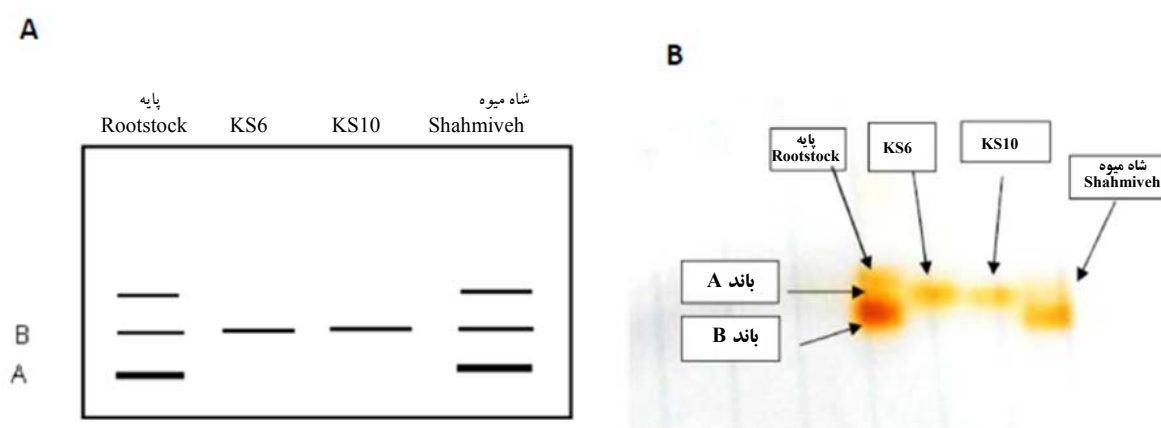 A
پایه
Rootstock
KS6
KS10
شاه میوه
Shahmiveh
B
A
B
پایه
Rootstock
KS6
KS10
شاه میوه
Shahmiveh
باند A
باند B